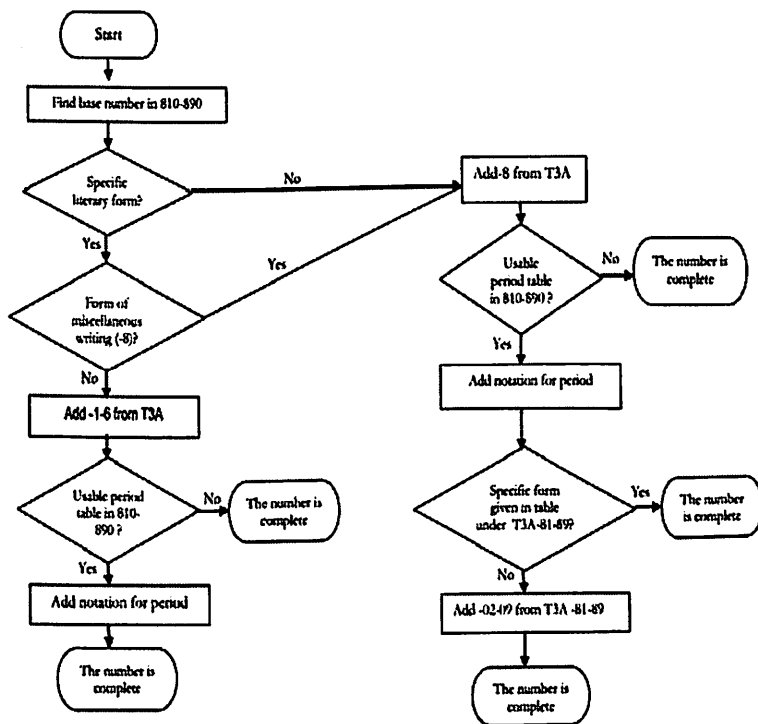 Start
Find base number in 810-890
Specific
literary form?
No
Add-8 from T3A
Yes
Form of
miscellaneous
writing (-8)?
Yes
Usable
period table
in 810-890 ?
No
The number is
complete
Yes
Add notation for period
No
Add -1-6 from T3A
Usable period
table in 810-
890 ?
No
The number is
complete
Specific form
given in table
under T3A-81-89?
Yes
The number
is complete
Yes
Add notation for period
No
Add -02-09 from T3A -81-89
The number is
complete
The number is
complete